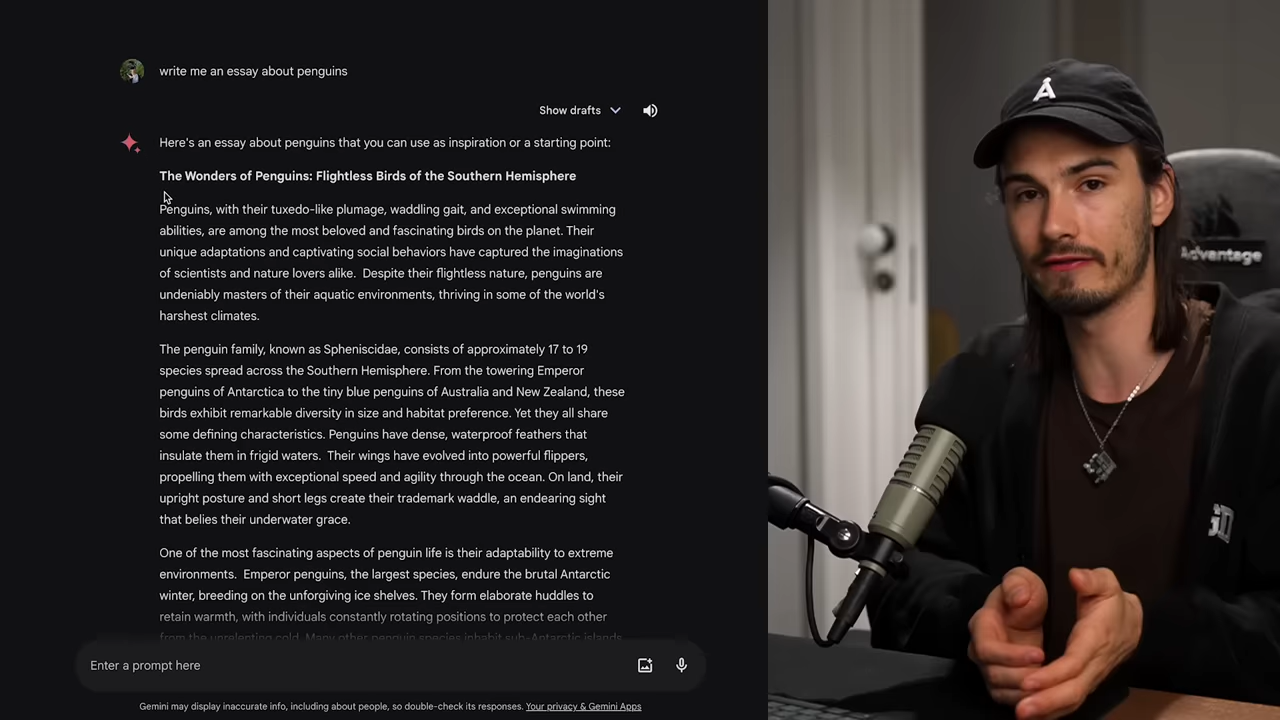 write me an essay about penguins
Show drafts
Here's an essay about penguins that you can use as inspiration or a starting point:
The Wonders of Penguins: Flightless Birds of the Southern Hemisphere
Penguins, with their tuxedo-like plumage, waddling gait, and exceptional swimming
abilities, are among the most beloved and fascinating birds on the planet. Their
unique adaptations and captivating social behaviors have captured the imaginations
of scientists and nature lovers alike.  Despite their flightless nature, penguins are
undeniably masters of their aquatic environments, thriving in some of the world's
harshest climates.
The penguin family, known as Spheniscidae, consists of approximately 17 to 19
species spread across the Southern Hemisphere. From the towering Emperor
penguins of Antarctica to the tiny blue penguins of Australia and New Zealand, these
birds exhibit remarkable diversity in size and habitat preference. Yet they all share
some defining characteristics. Penguins have dense, waterproof feathers that
insulate them in frigid waters.  Their wings have evolved into powerful flippers,
propelling them with exceptional speed and agility through the ocean. On land, their
upright posture and short legs create their trademark waddle, an endearing sight
that belies their underwater grace.
One of the most fascinating aspects of penguin life is their adaptability to extreme
environments.  Emperor penguins, the largest species, endure the brutal Antarctic
winter, breeding on the unforgiving ice shelves. They form elaborate huddles to
retain warmth, with individuals constantly rotating positions to protect each other
from the unrelenting cold. Many other penguin species inhabit sub-Antarctic islands
Enter a prompt here
Gemini may display inaccurate info, including about people, so double-check its responses. Your privacy & Gemini Apps
Å
Advantage